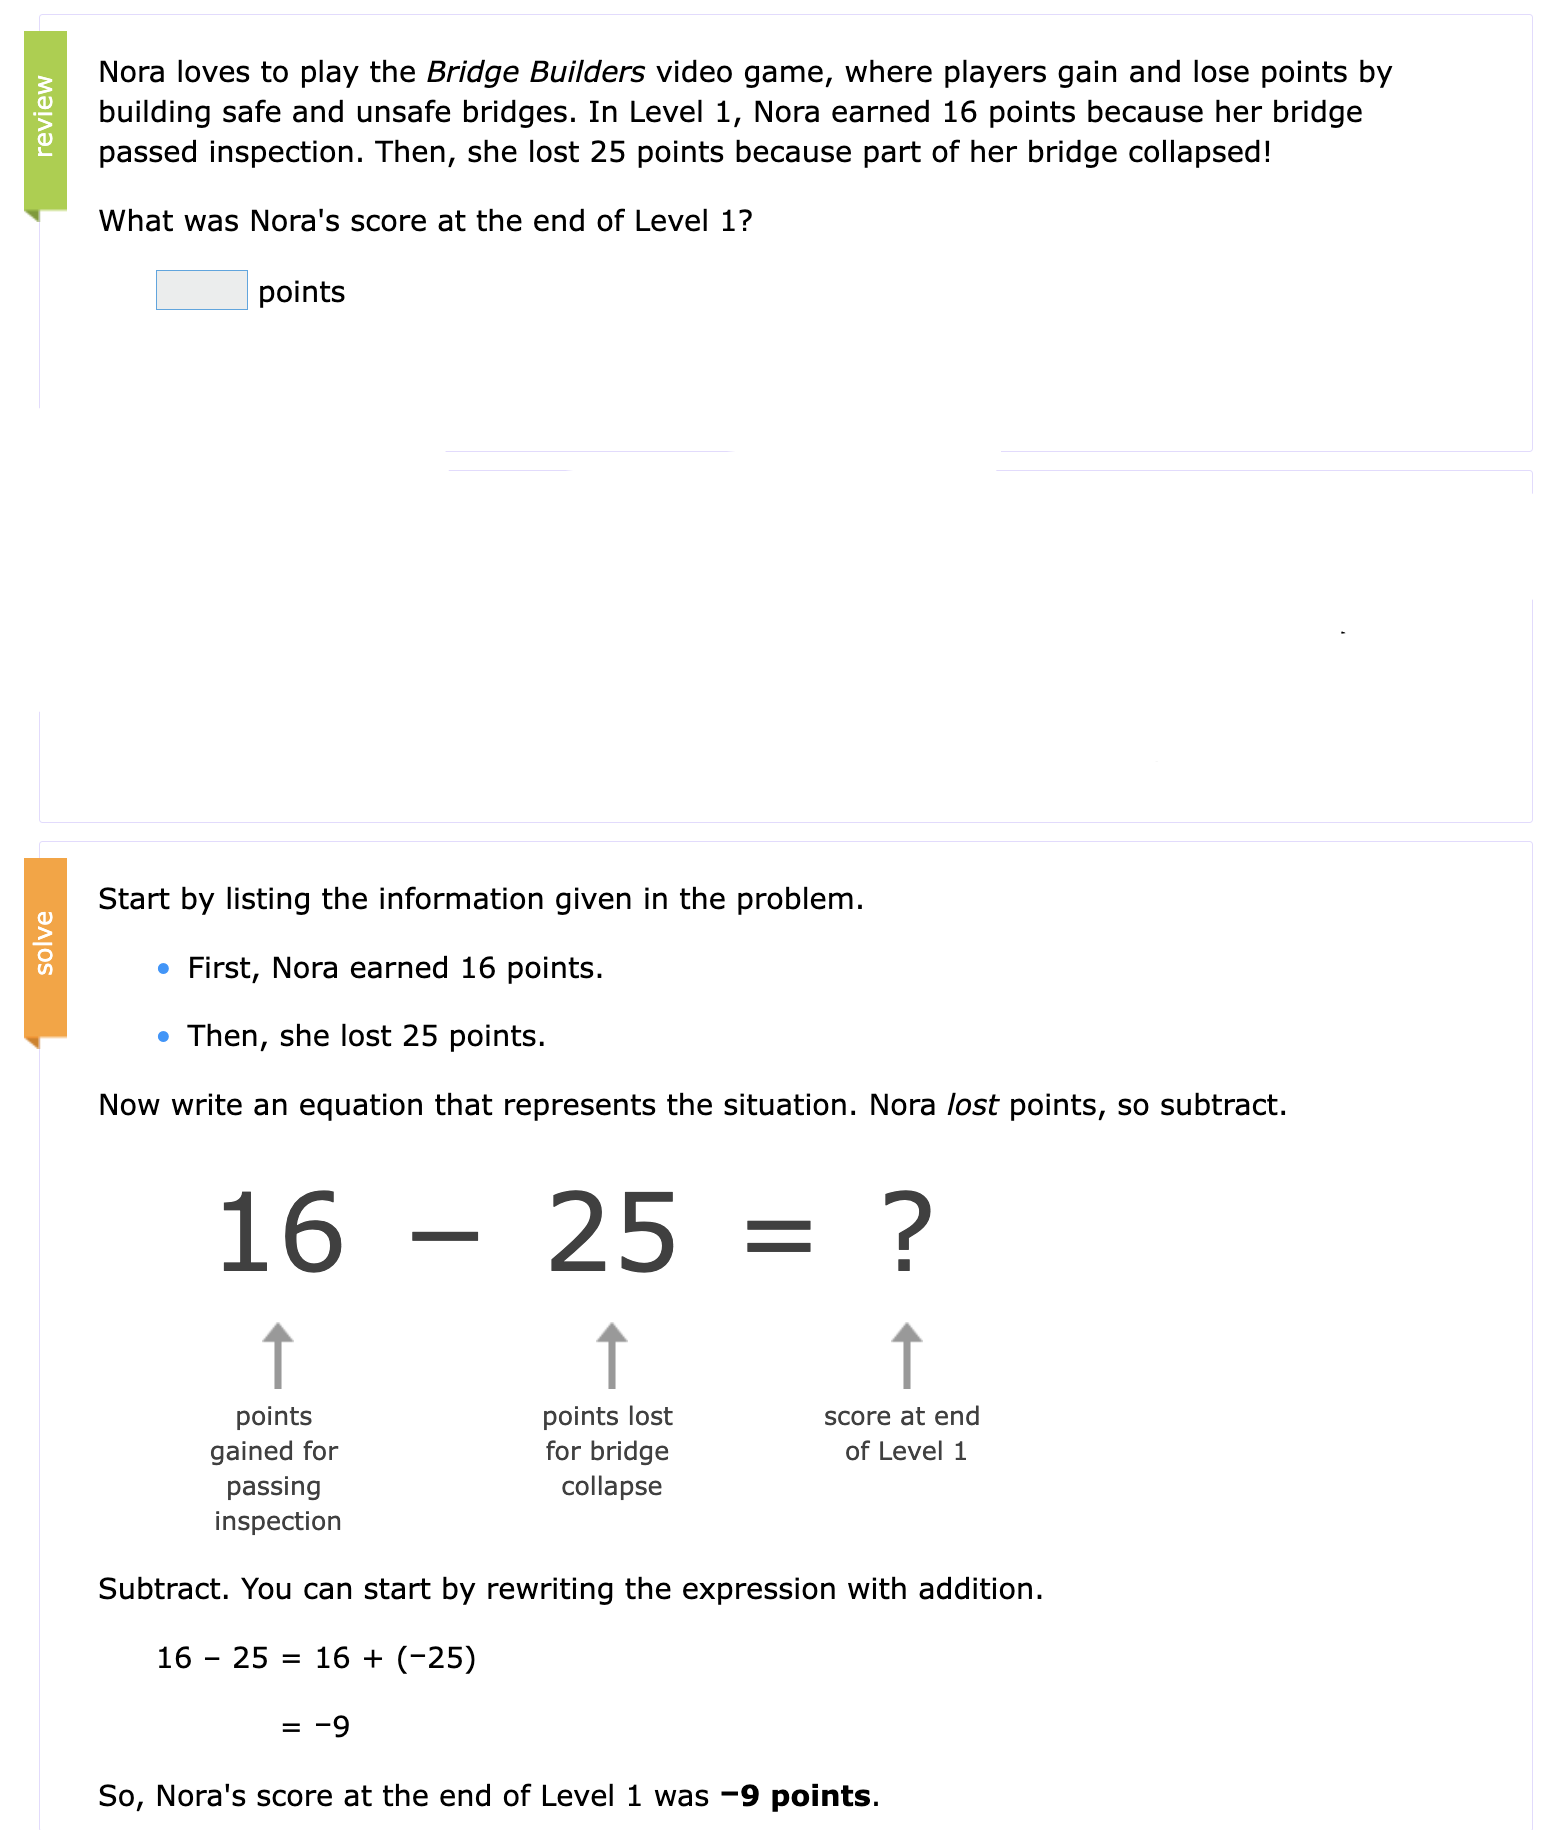 review
Nora loves to play the Bridge Builders video game, where players gain and lose points by
building safe and unsafe bridges. In Level 1, Nora earned 16 points because her bridge
passed inspection. Then, she lost 25 points because part of her bridge collapsed!
What was Nora's score at the end of Level 1?
points
solve
Start by listing the information given in the problem.
• First, Nora earned 16 points.
• Then, she lost 25 points.
Now write an equation that represents the situation. Nora lost points, so subtract.
16 − 25 = ?
points
gained for
passing
inspection
points lost
for bridge
collapse
score at end
of Level 1
Subtract. You can start by rewriting the expression with addition.
16 – 25 = 16 + (−25)
= −9
So, Nora's score at the end of Level 1 was −9 points.